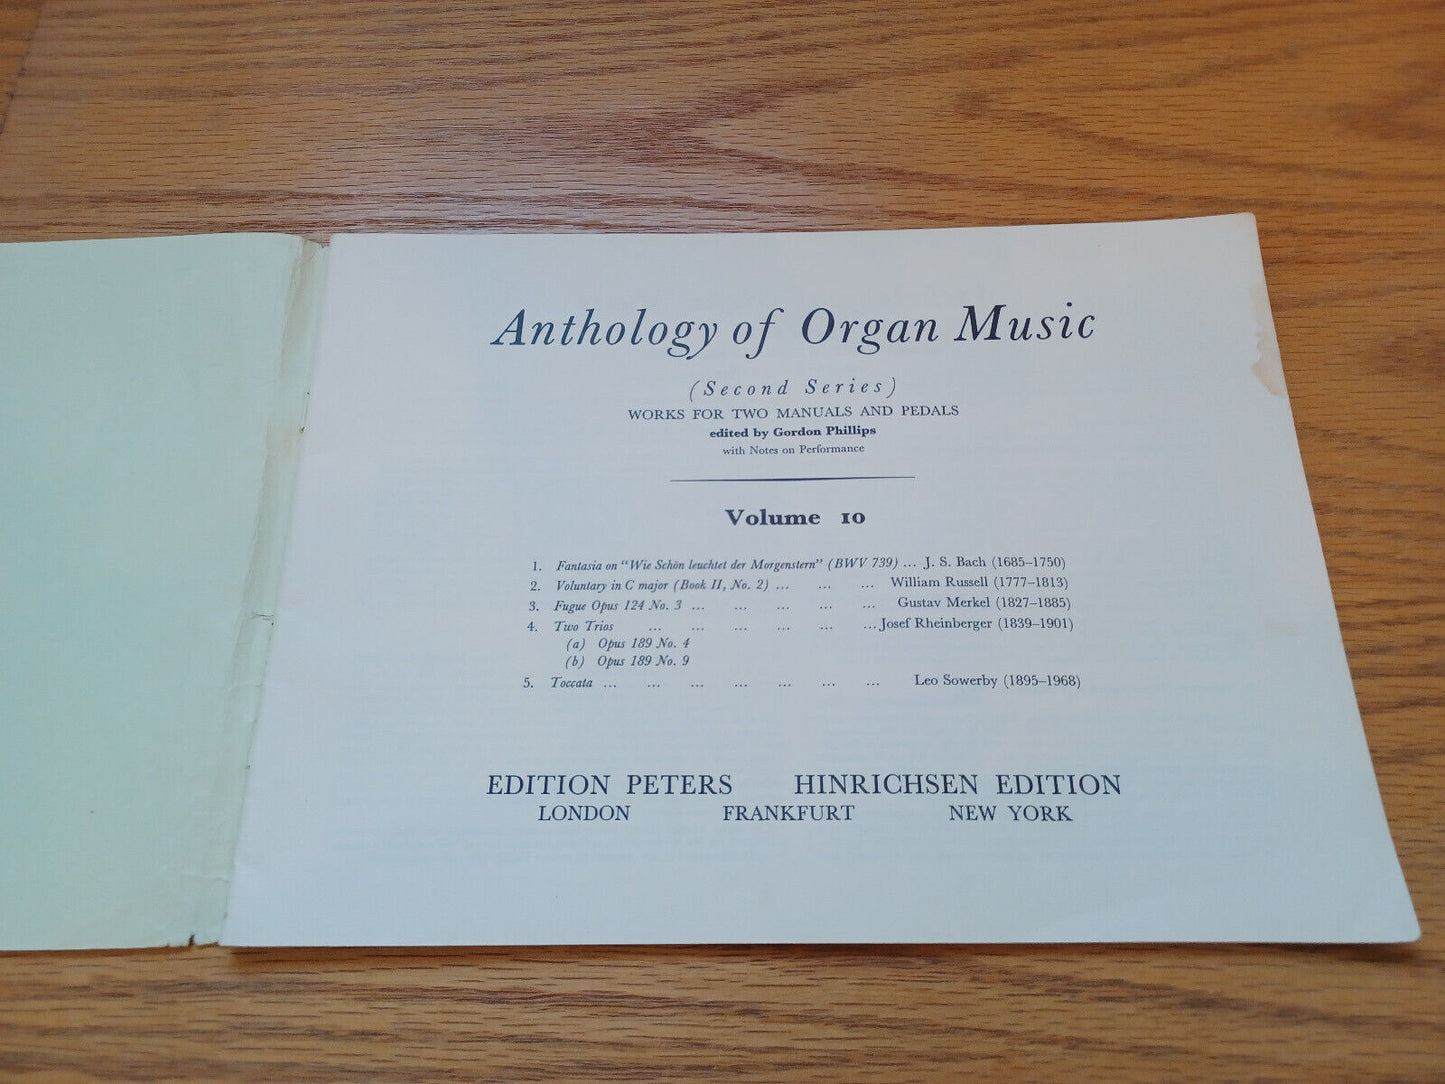 Anthology of Organ Music
(Second Series)
WORKS FOR TWO MANUALS AND PEDALS
edited by Gordon Phillips
with Notes on Performance
Volume 10
1. Fantasia on "Wie Schön leuchtet der Morgenstern" (BWV 739) ... J. S. Bach (1685–1750)
2. Voluntary in C major (Book II, No. 2) ... ... ... William Russell (1777–1813)
3. Fugue Opus 124 No. 3 ... ... ... ... ... Gustav Merkel (1827–1885)
4. Two Trios ... ... ... ... ... ... Josef Rheinberger (1839–1901)
(a) Opus 189 No. 4
(b) Opus 189 No. 9
5. Toccata ... ... ... ... ... ... ... Leo Sowerby (1895–1968)
EDITION PETERS HINRICHSEN EDITION
LONDON FRANKFURT NEW YORK